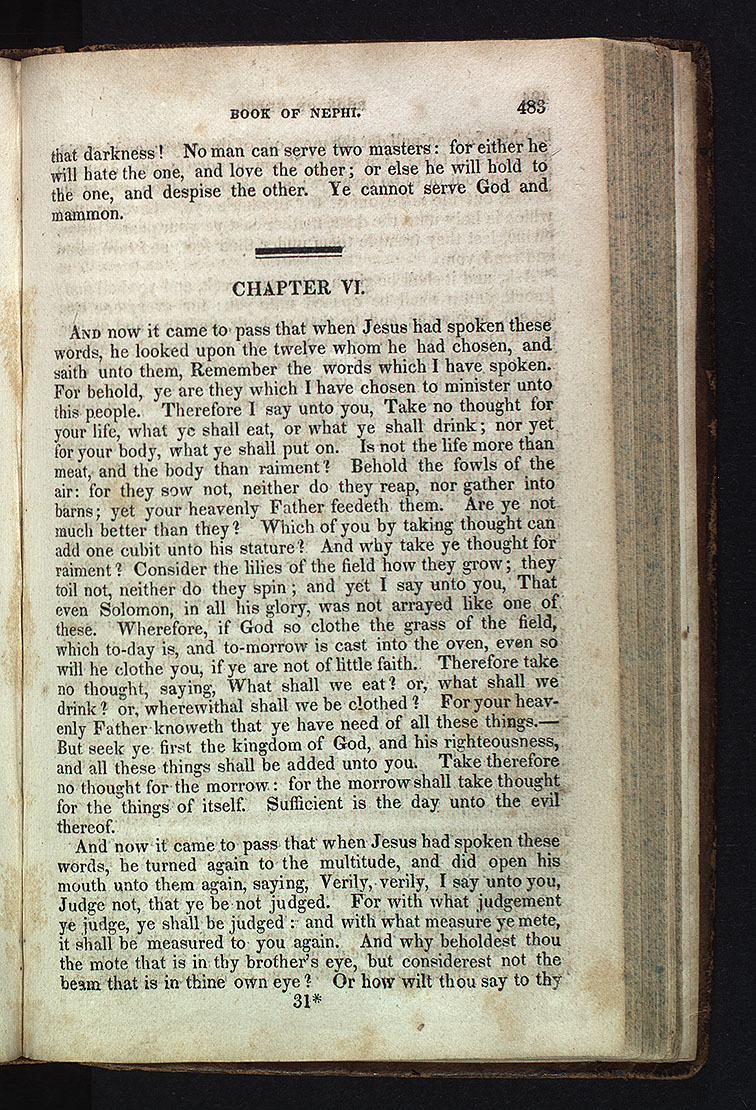 BOOK OF NEPHI. 483
that darkness! No man can serve two masters: for either he
will hate the one, and love the other; or else he will hold to
the one, and despise the other. Ye cannot serve God and
mammon.
CHAPTER VI.
AND now it came to pass that when Jesus had spoken these
words, he looked upon the twelve whom he had chosen, and
saith unto them, Remember the words which I have spoken.
For behold, ye are they which I have chosen to minister unto
this people. Therefore I say unto you, Take no thought for
your life, what ye shall eat, or what ye shall drink; nor yet
for your body, what ye shall put on. Is not the life more than
meat, and the body than raiment? Behold the fowls of the
air: for they sow not, neither do they reap, nor gather into
barns; yet your heavenly Father feedeth them. Are ye not
much better than they? Which of you by taking thought can
add one cubit unto his stature? And why take ye thought for
raiment? Consider the lilies of the field how they grow; they
toil not, neither do they spin; and yet I say unto you, That
even Solomon, in all his glory, was not arrayed like one of
these. Wherefore, if God so clothe the grass of the field,
which to-day is, and to-morrow is cast into the oven, even so
will he clothe you, if ye are not of little faith. Therefore take
no thought, saying, What shall we eat? or, what shall we
drink? or, wherewithal shall we be clothed? For your heav-
enly Father knoweth that ye have need of all these things.—
But seek ye first the kingdom of God, and his righteousness,
and all these things shall be added unto you. Take therefore
no thought for the morrow: for the morrow shall take thought
for the things of itself. Sufficient is the day unto the evil
thereof.
And now it came to pass that when Jesus had spoken these
words, he turned again to the multitude, and did open his
mouth unto them again, saying, Verily, verily, I say unto you,
Judge not, that ye be not judged. For with what judgement
ye judge, ye shall be judged: and with what measure ye mete,
it shall be measured to you again. And why beholdest thou
the mote that is in thy brother's eye, but considerest not the
beam that is in thine own eye? Or how wilt thou say to thy
31*